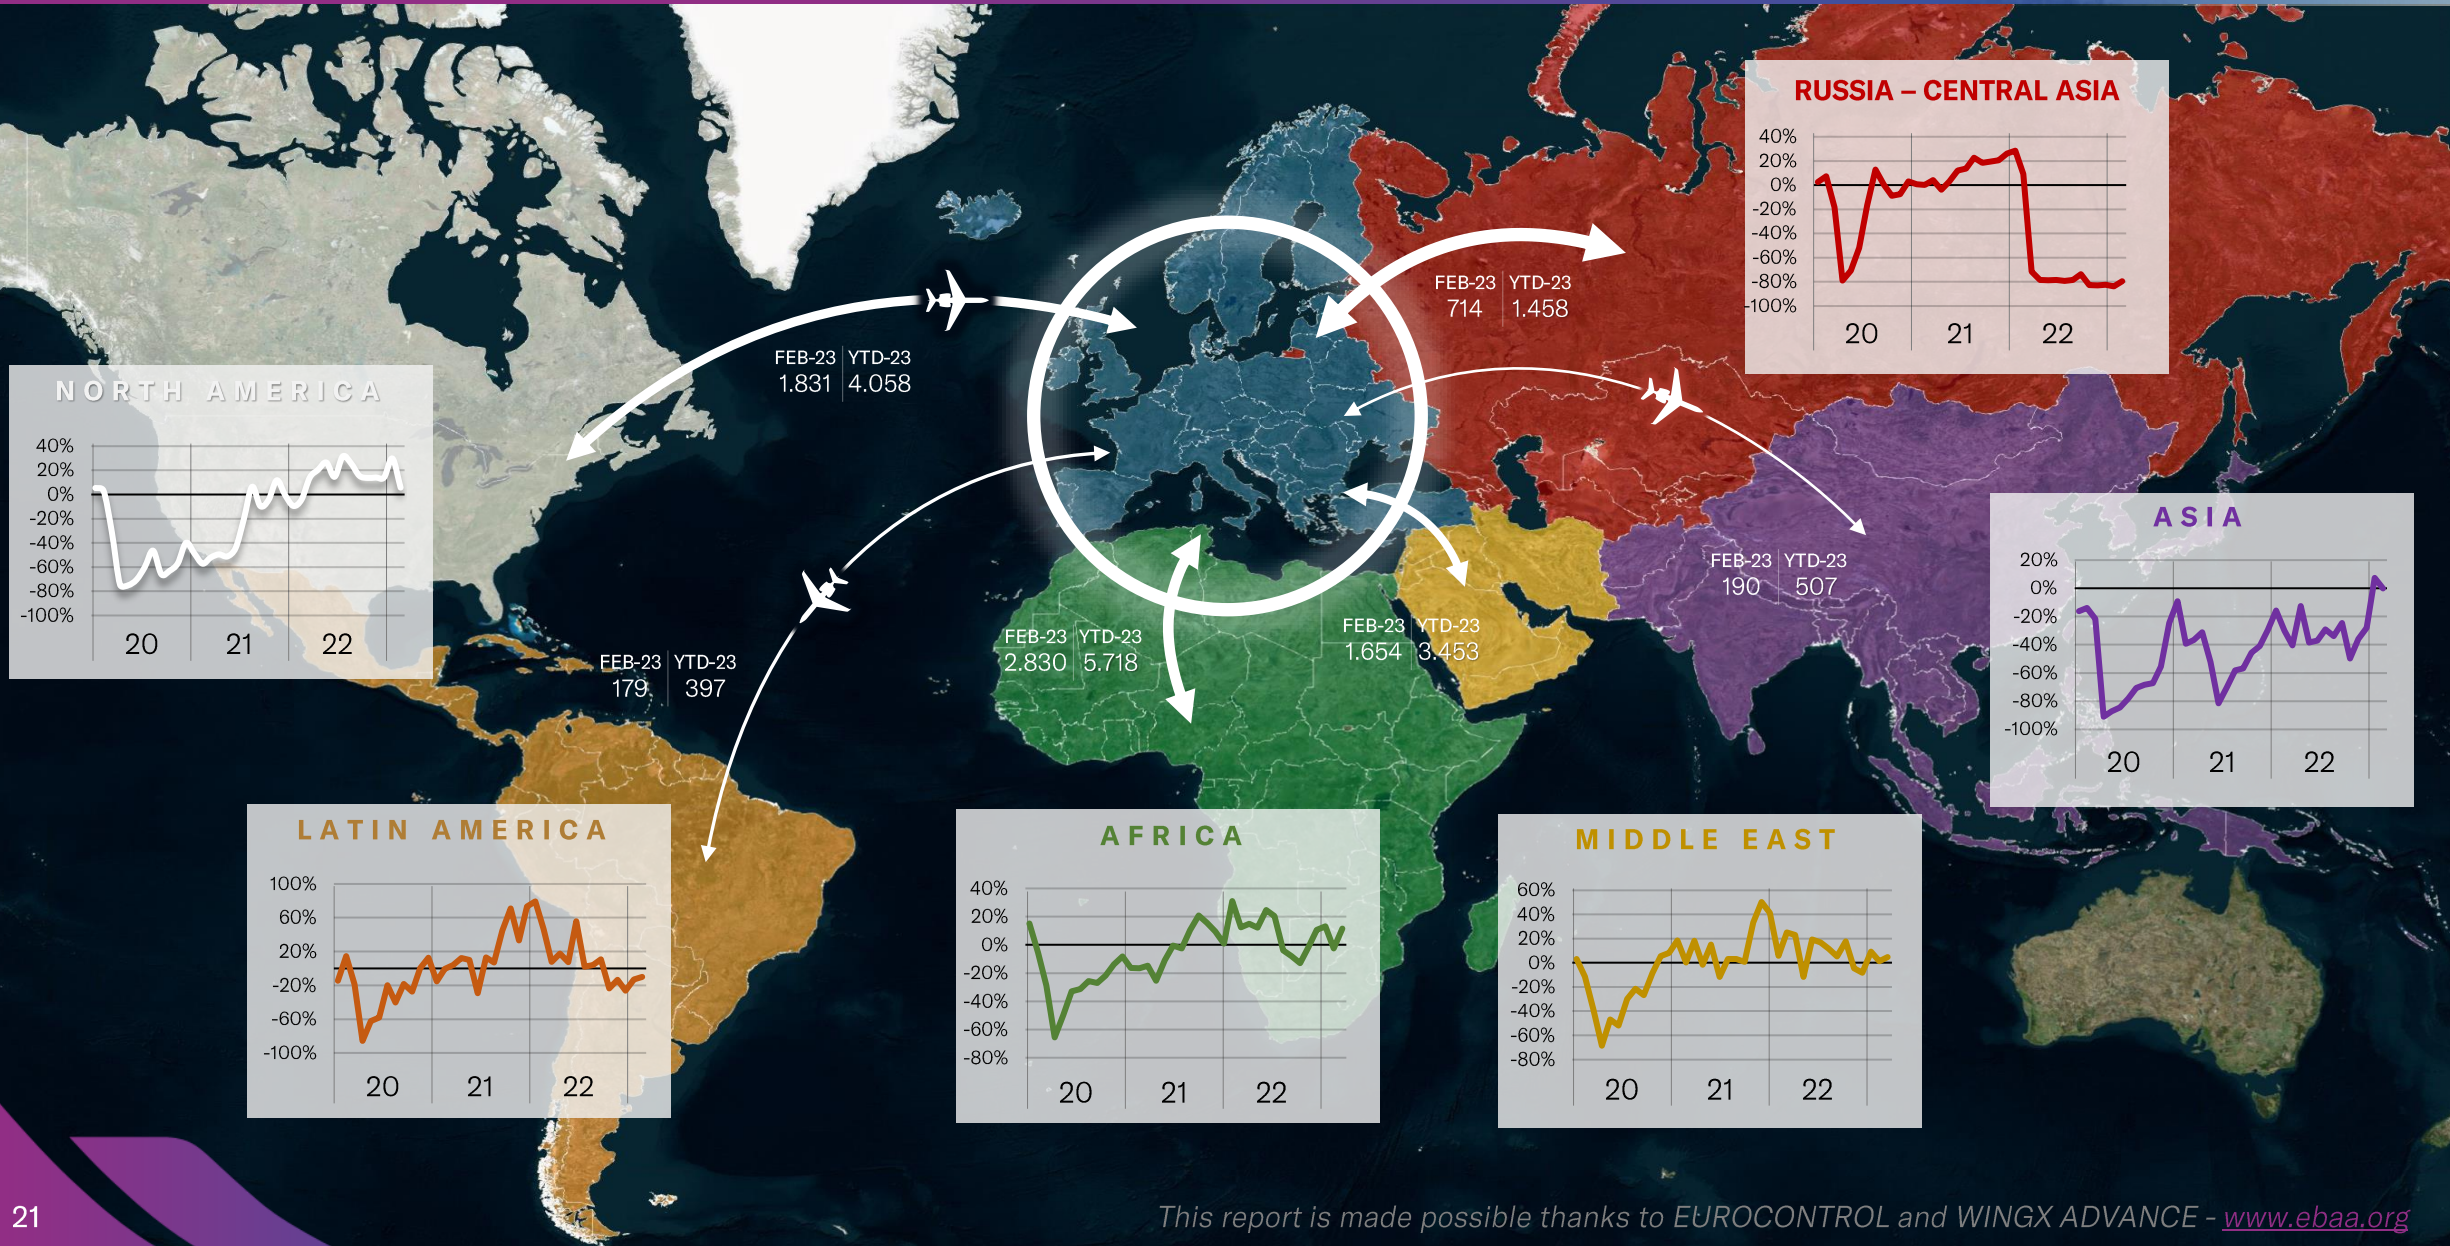 RUSSIA – CENTRAL ASIA
40%
20%
0%
-20%
-40%
-60%
-80%
-100%
20 21 22
FEB-23 YTD-23
714 1.458
FEB-23 YTD-23
1.831 4.058
NORTH AMERICA
40%
20%
0%
-20%
-40%
-60%
-80%
-100%
20 21 22
ASIA
20%
0%
-20%
-40%
-60%
-80%
-100%
20 21 22
FEB-23 YTD-23
190 507
FEB-23 YTD-23
2.830 5.718
FEB-23 YTD-23
1.654 3.453
FEB-23 YTD-23
179 397
LATIN AMERICA
100%
60%
20%
-20%
-60%
-100%
20 21 22
AFRICA
40%
20%
0%
-20%
-40%
-60%
-80%
20 21 22
MIDDLE EAST
60%
40%
20%
0%
-20%
-40%
-60%
-80%
20 21 22
21
This report is made possible thanks to EUROCONTROL and WINGX ADVANCE - www.ebaa.org